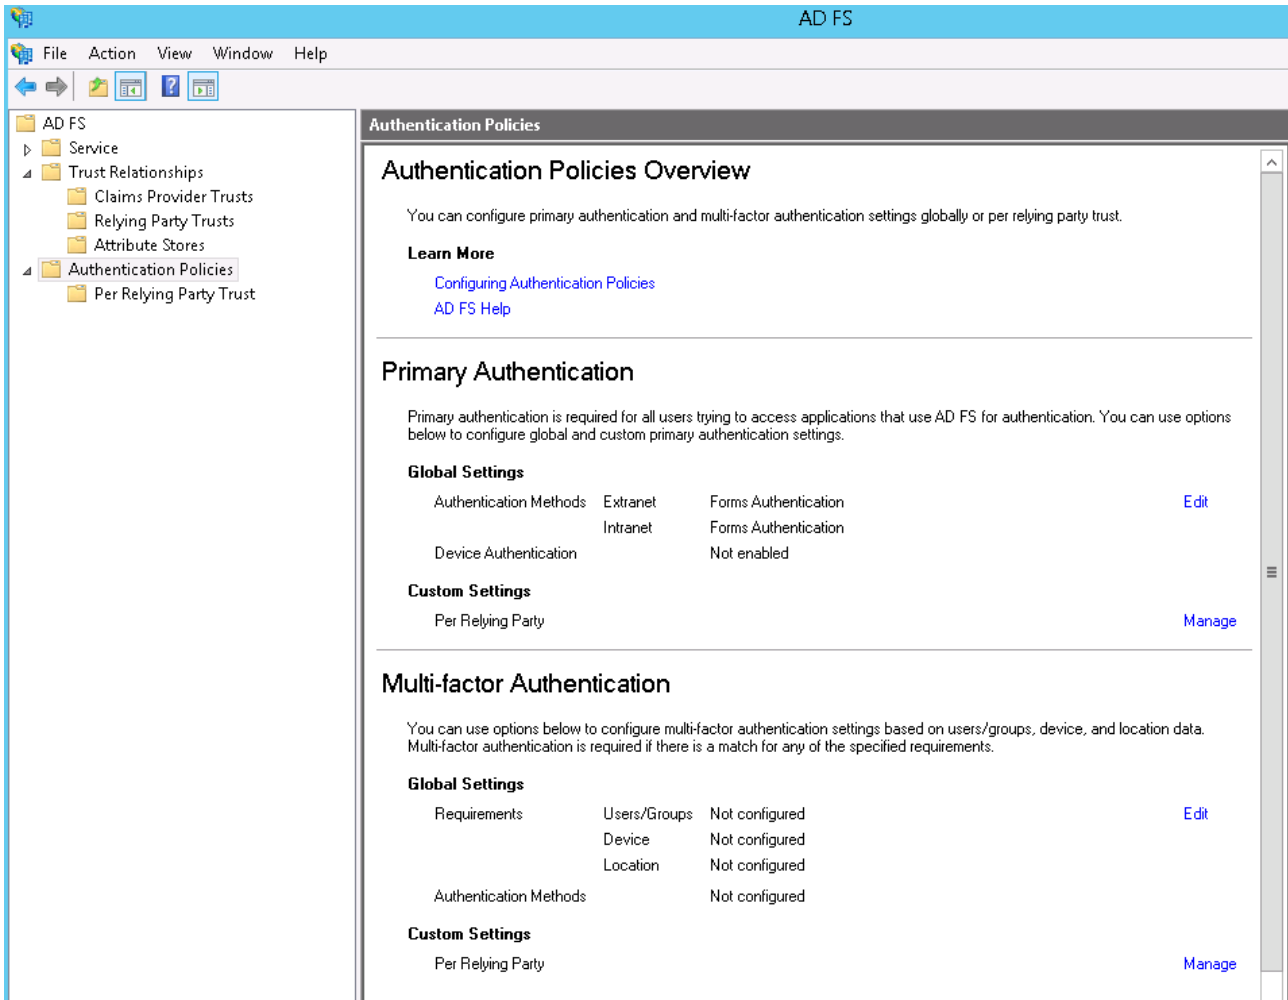 AD FS
File Action View Window Help
AD FS
Service
Trust Relationships
Claims Provider Trusts
Relying Party Trusts
Attribute Stores
Authentication Policies
Per Relying Party Trust
Authentication Policies
Authentication Policies Overview
You can configure primary authentication and multi-factor authentication settings globally or per relying party trust.
Learn More
Configuring Authentication Policies
AD FS Help
Primary Authentication
Primary authentication is required for all users trying to access applications that use AD FS for authentication. You can use options
below to configure global and custom primary authentication settings.
Global Settings
Authentication Methods Extranet Forms Authentication Edit
Intranet Forms Authentication
Device Authentication Not enabled
Custom Settings
Per Relying Party Manage
Multi-factor Authentication
You can use options below to configure multi-factor authentication settings based on users/groups, device, and location data.
Multi-factor authentication is required if there is a match for any of the specified requirements.
Global Settings
Requirements Users/Groups Not configured Edit
Device Not configured
Location Not configured
Authentication Methods Not configured
Custom Settings
Per Relying Party Manage